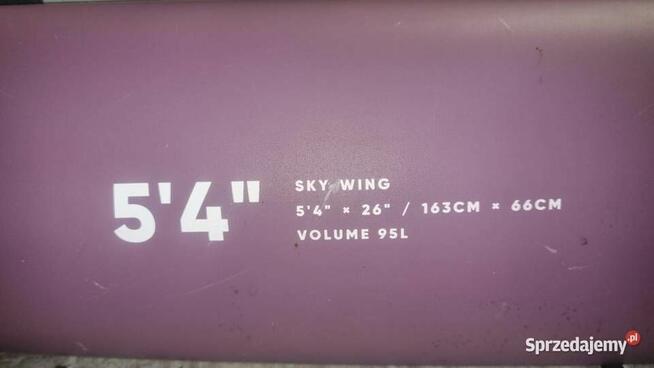 5'4"
SKY WING
5'4" × 26" / 163CM × 66CM
VOLUME 95L
Sprzedajemy.pl